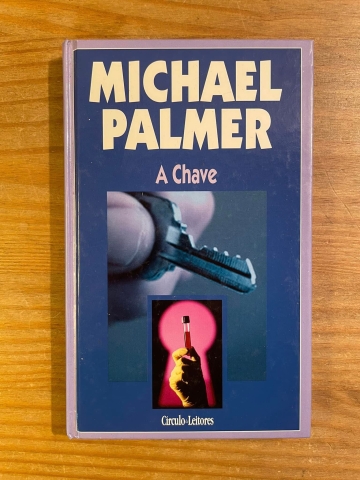 MICHAEL
PALMER
A Chave
Círculo-Leitores